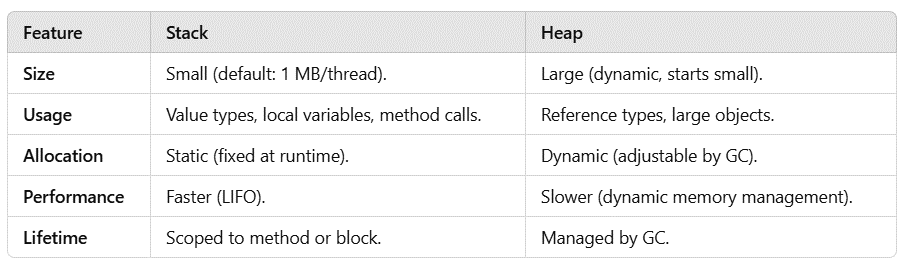 Feature Stack Heap
Size Small (default: 1 MB/thread). Large (dynamic, starts small).
Usage Value types, local variables, method calls. Reference types, large objects.
Allocation Static (fixed at runtime). Dynamic (adjustable by GC).
Performance Faster (LIFO). Slower (dynamic memory management).
Lifetime Scoped to method or block. Managed by GC.